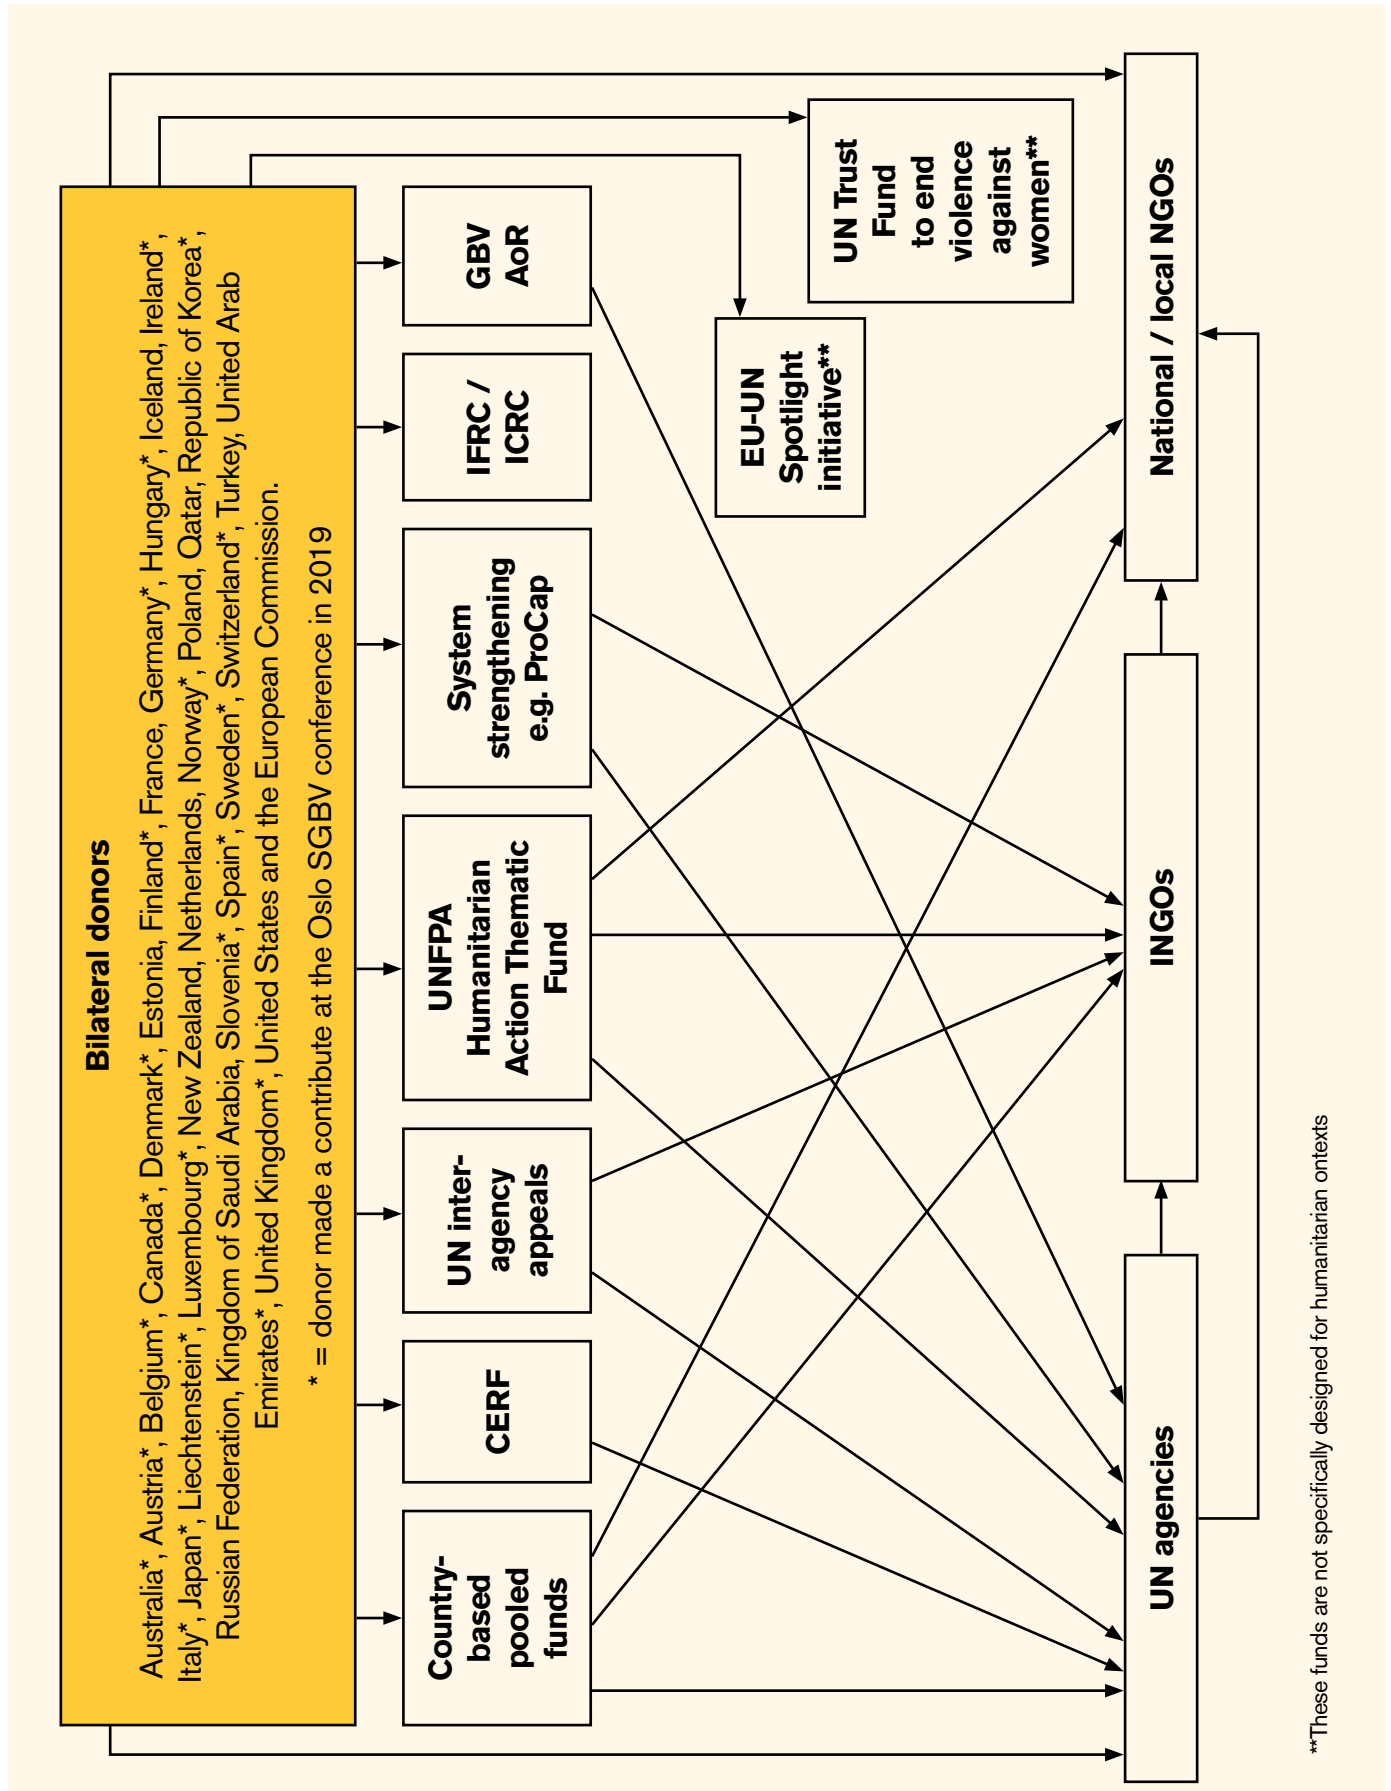 Bilateral donors
Australia*, Austria*, Belgium*, Canada*, Denmark*, Estonia, Finland*, France, Germany*, Hungary*, Iceland, Ireland*,
Italy*, Japan*, Liechtenstein*, Luxembourg*, New Zealand, Netherlands, Norway*, Poland, Qatar, Republic of Korea*,
Russian Federation, Kingdom of Saudi Arabia, Slovenia*, Spain*, Sweden*, Switzerland*, Turkey, United Arab
Emirates*, United Kingdom*, United States and the European Commission.
* = donor made a contribute at the Oslo SGBV conference in 2019
Country-
based
pooled
funds
CERF
UN inter-
agency
appeals
UNFPA
Humanitarian
Action Thematic
Fund
System
strengthening
e.g. ProCap
IFRC /
ICRC
GBV
AoR
EU-UN
Spotlight
initiative**
UN Trust
Fund
to end
violence
against
women**
UN agencies
INGOs
National / local NGOs
**These funds are not specifically designed for humanitarian ontexts